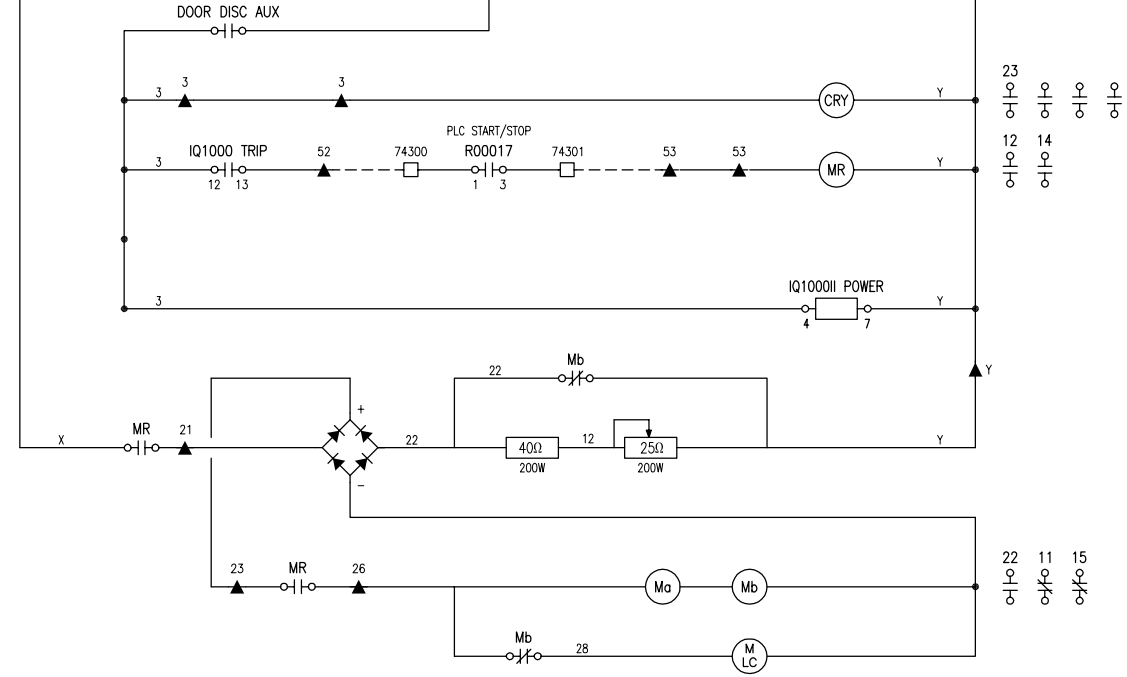 DOOR DISC AUX
23
3 3 3 CRY Y
PLC START/STOP
12 14
IQ1000 TRIP 52 74300 R00017 74301 53 53
3 MR Y
12 13 1 3
IQ1000II POWER
3 Y
4 7
Mb
22 Y
+
MR 21
X 22 40Ω 12 25Ω Y
200W 200W
−
22 11 15
23 MR 26
Ma Mb
Mb
28 M
LC